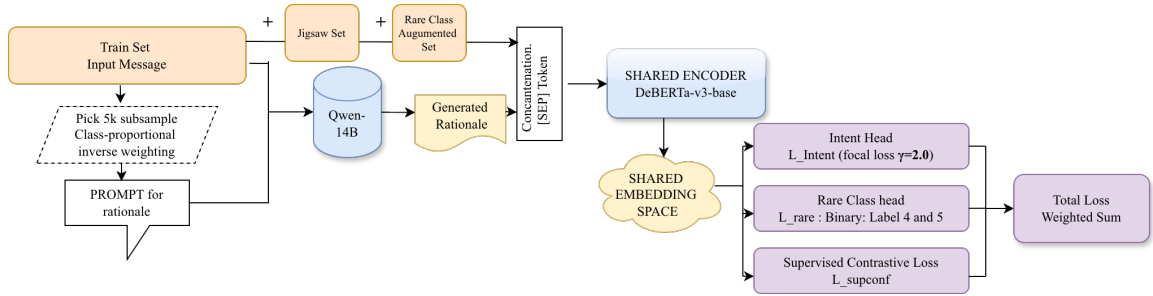 Train Set
Input Message
+
Jigsaw Set
+
Rare Class
Augmented
Set
Pick 5k subsample
Class-proportional
inverse weighting
PROMPT for
rationale
Qwen-
14B
Generated
Rationale
Concantenation.
[SEP] Token
SHARED ENCODER
DeBERTa-v3-base
SHARED
EMBEDDING
SPACE
Intent Head
L_Intent (focal loss γ=2.0)
Rare Class head
L_rare : Binary: Label 4 and 5
Supervised Contrastive Loss
L_supconf
Total Loss
Weighted Sum